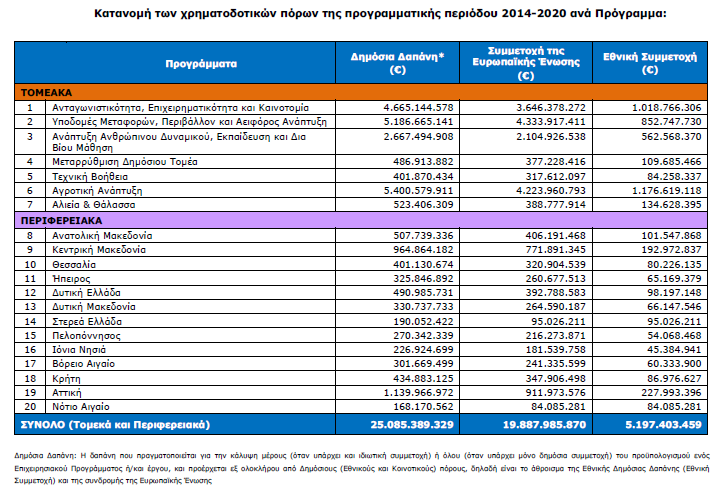 Κατανομή των χρηματοδοτικών πόρων της προγραμματικής περιόδου 2014-2020 ανά Πρόγραμμα:
Προγράμματα Δημόσια Δαπάνη* (€) Συμμετοχή της Ευρωπαϊκής Ένωσης (€) Εθνική Συμμετοχή (€)
ΤΟΜΕΑΚΑ
1 Ανταγωνιστικότητα, Επιχειρηματικότητα και Καινοτομία 4.665.144.578 3.646.378.272 1.018.766.306
2 Υποδομές Μεταφορών, Περιβάλλον και Αειφόρος Ανάπτυξη 5.186.665.141 4.333.917.411 852.747.730
3 Ανάπτυξη Ανθρώπινου Δυναμικού, Εκπαίδευση και Δια Βίου Μάθηση 2.667.494.908 2.104.926.538 562.568.370
4 Μεταρρύθμιση Δημόσιου Τομέα 486.913.882 377.228.416 109.685.466
5 Τεχνική Βοήθεια 401.870.434 317.612.097 84.258.337
6 Αγροτική Ανάπτυξη 5.400.579.911 4.223.960.793 1.176.619.118
7 Αλιεία & Θάλασσα 523.406.309 388.777.914 134.628.395
ΠΕΡΙΦΕΡΕΙΑΚΑ
8 Ανατολική Μακεδονία 507.739.336 406.191.468 101.547.868
9 Κεντρική Μακεδονία 964.864.182 771.891.345 192.972.837
10 Θεσσαλία 401.130.674 320.904.539 80.226.135
11 Ήπειρος 325.846.892 260.677.513 65.169.379
12 Δυτική Ελλάδα 490.985.731 392.788.583 98.197.148
13 Δυτική Μακεδονία 330.737.733 264.590.187 66.147.546
14 Στερεά Ελλάδα 190.052.422 95.026.211 95.026.211
15 Πελοπόννησος 270.342.339 216.273.871 54.068.468
16 Ιόνια Νησιά 226.924.699 181.539.758 45.384.941
17 Βόρειο Αιγαίο 301.669.499 241.335.599 60.333.900
18 Κρήτη 434.883.125 347.906.498 86.976.627
19 Αττική 1.139.966.972 911.973.576 227.993.396
20 Νότιο Αιγαίο 168.170.562 84.085.281 84.085.281
ΣΥΝΟΛΟ (Τομεκά και Περιφερειακά) 25.085.389.329 19.887.985.870 5.197.403.459
Δημόσια Δαπάνη: Η δαπάνη που πραγματοποιείται για την κάλυψη μέρους (όταν υπάρχει και ιδιωτική συμμετοχή) ή όλου (όταν υπάρχει μόνο δημόσια συμμετοχή) του προϋπολογισμού ενός
Επιχειρησιακού Προγράμματος ή/και έργου, και προέρχεται εξ ολοκλήρου από Δημόσιους (Εθνικούς και Κοινοτικούς) πόρους, δηλαδή είναι το άθροισμα της Εθνικής Δημόσιας Δαπάνης (Εθνική
Συμμετοχή) και της συνδρομής της Ευρωπαϊκής Ένωσης